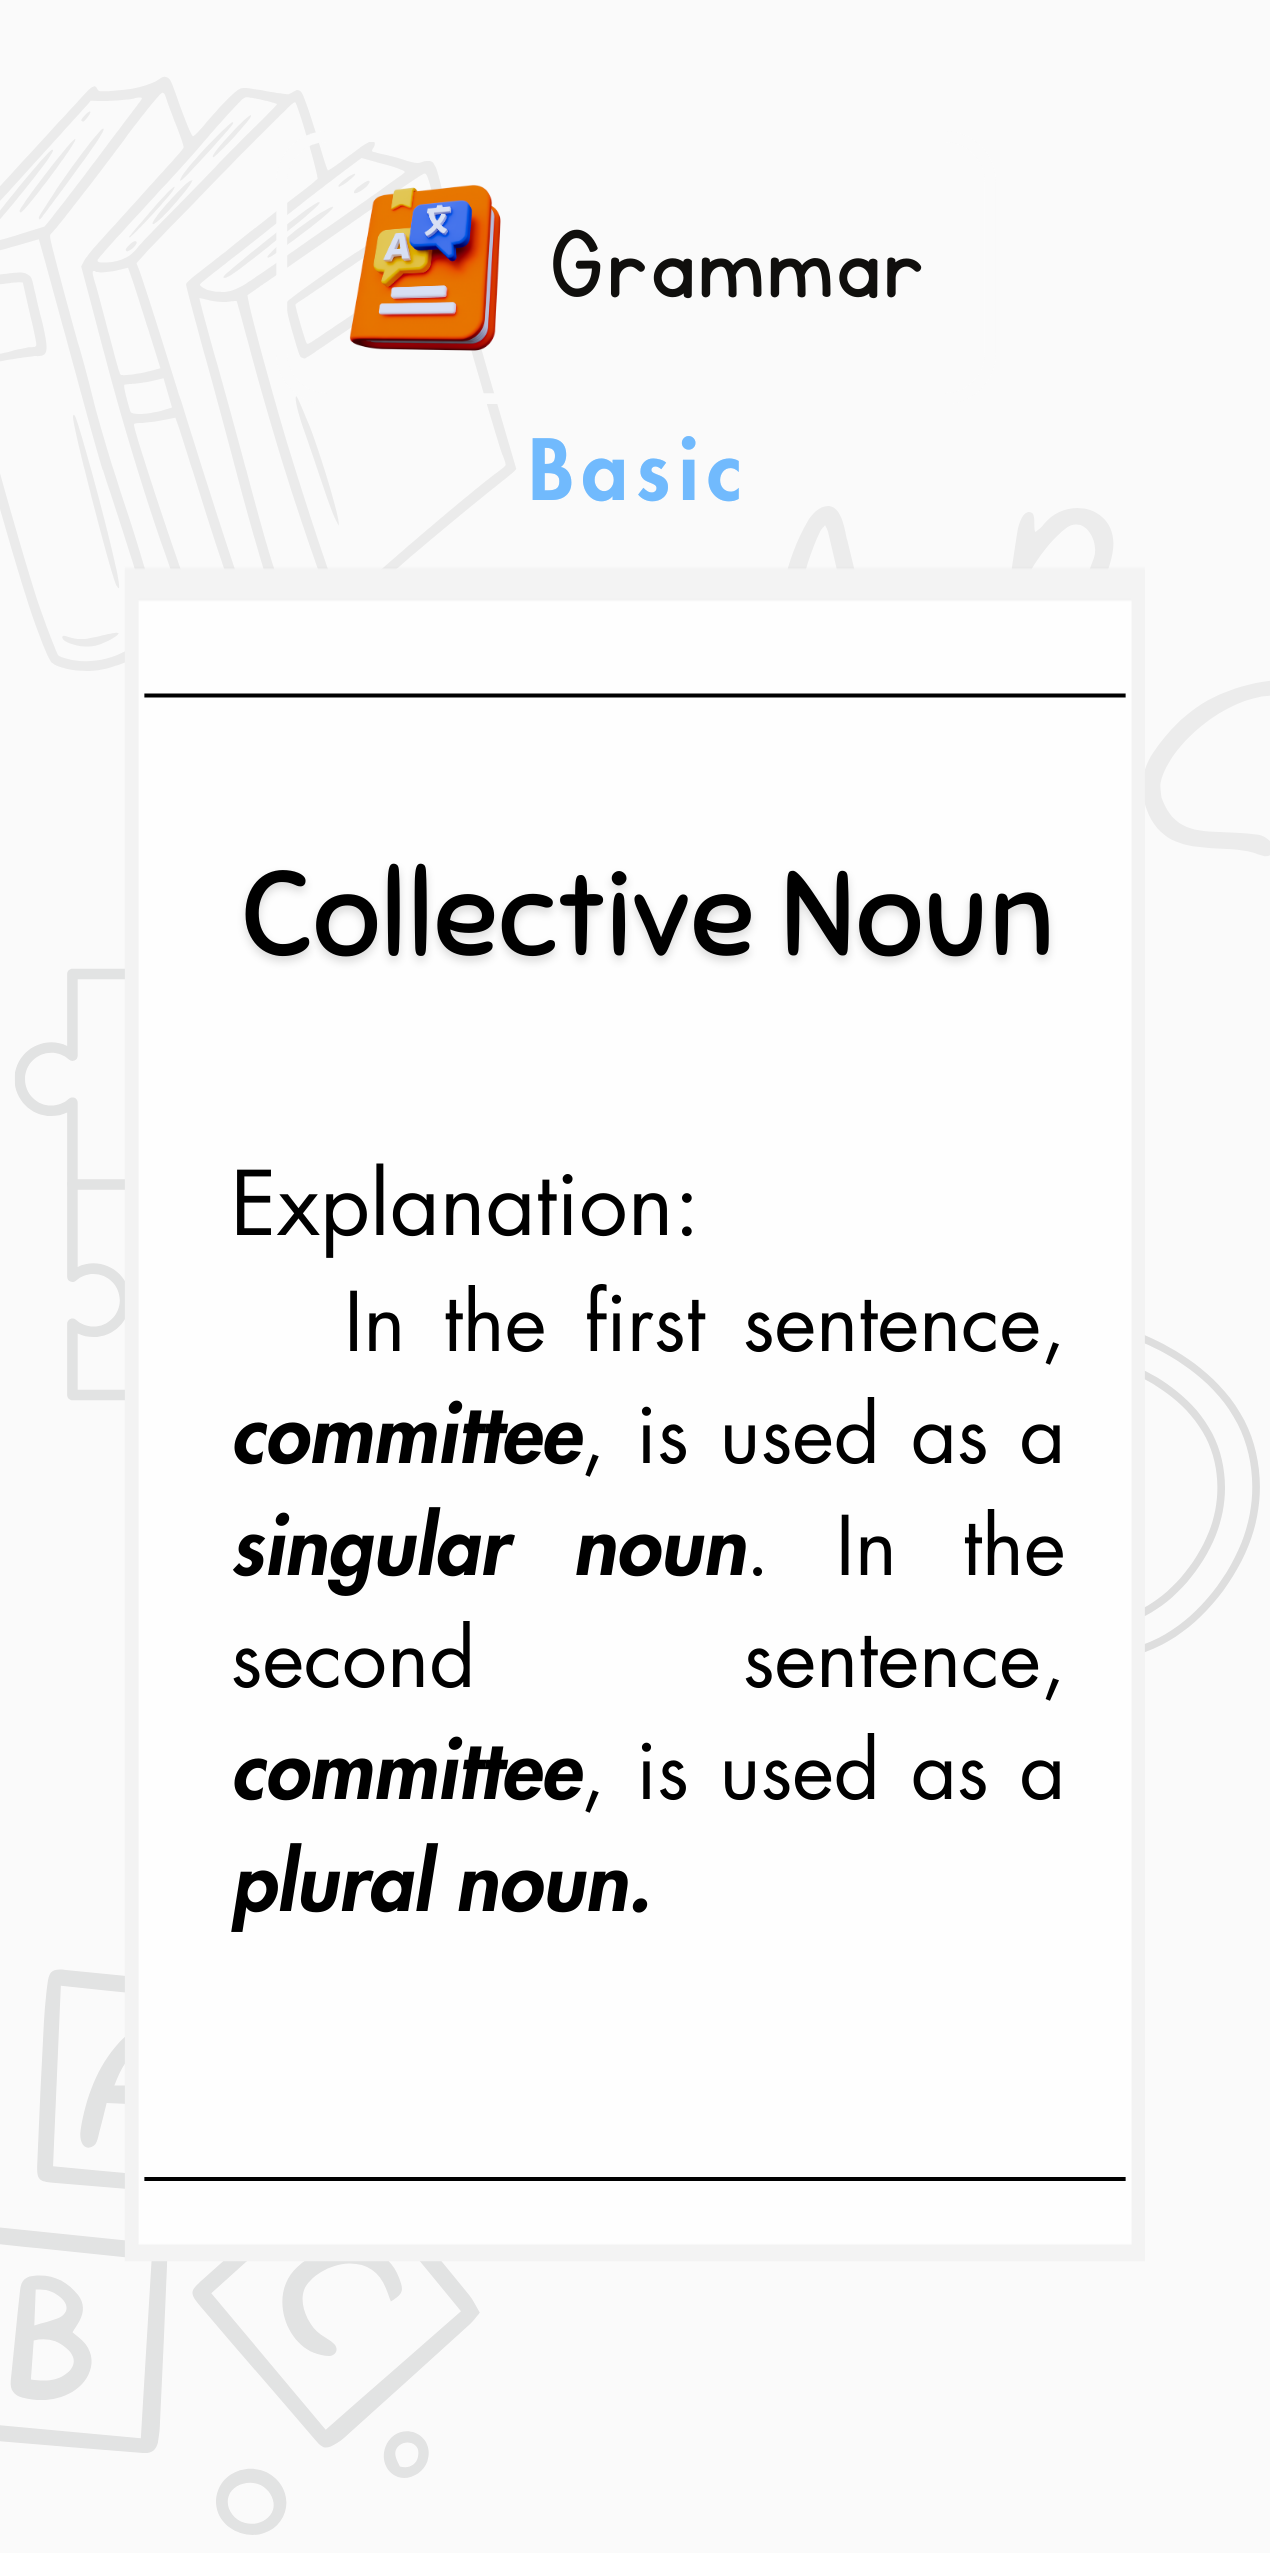 A 文
Grammar
Basic
Collective Noun
Explanation:
In the first sentence,
committee, is used as a
singular noun. In the
second sentence,
committee, is used as a
plural noun.
A
B
C